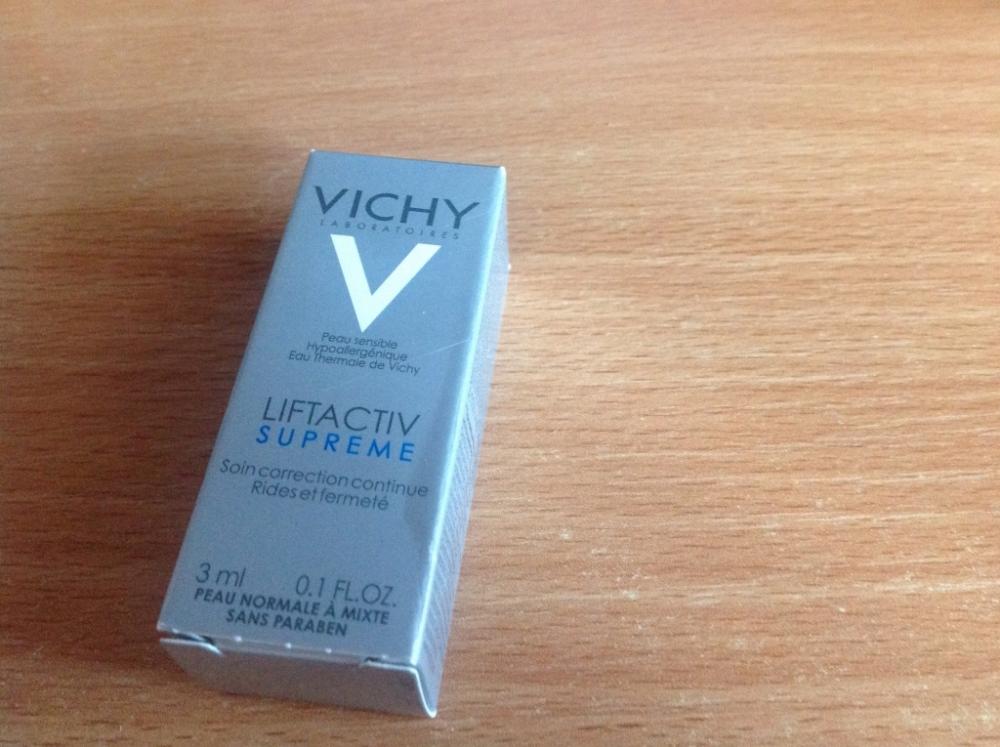 VICHY
LABORATOIRES
V
Peau sensible
Hypoallergénique
Eau Thermale de Vichy
LIFTACTIV
SUPREME
Soin correction continue
Rides et fermeté
3 ml 0.1 FL.OZ.
PEAU NORMALE À MIXTE
SANS PARABEN